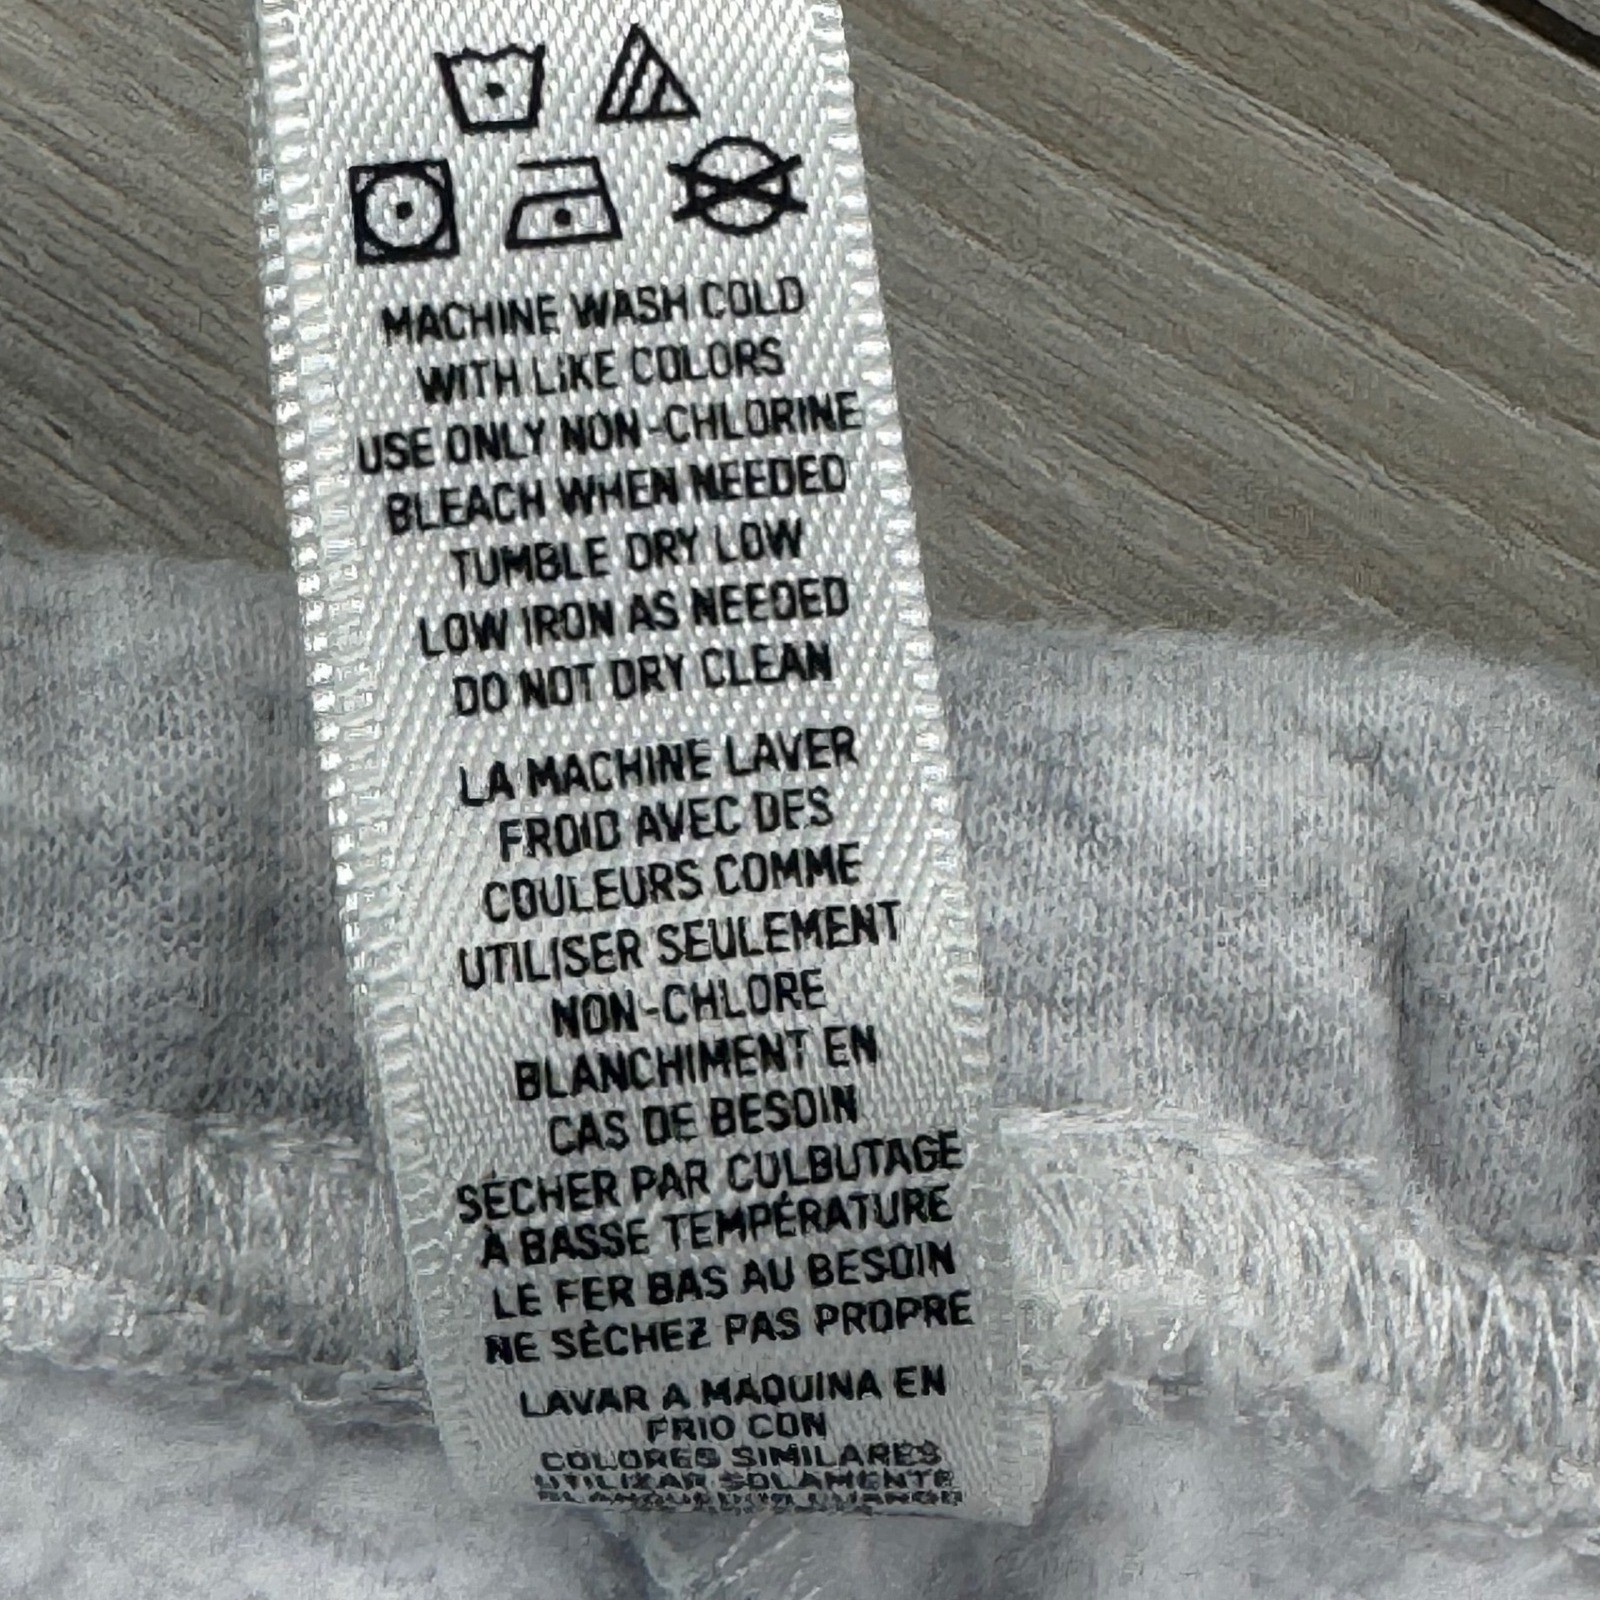 MACHINE WASH COLD
WITH LIKE COLORS
USE ONLY NON-CHLORINE
BLEACH WHEN NEEDED
TUMBLE DRY LOW
LOW IRON AS NEEDED
DO NOT DRY CLEAN
LA MACHINE LAVER
FROID AVEC DES
COULEURS COMME
UTILISER SEULEMENT
NON-CHLORE
BLANCHIMENT EN
CAS DE BESOIN
SÉCHER PAR CULBUTAGE
À BASSE TEMPÉRATURE
LE FER BAS AU BESOIN
NE SÈCHEZ PAS PROPRE
LAVAR A MAQUINA EN
FRIO CON
COLORES SIMILARES
UTILIZAR SOLAMENTE